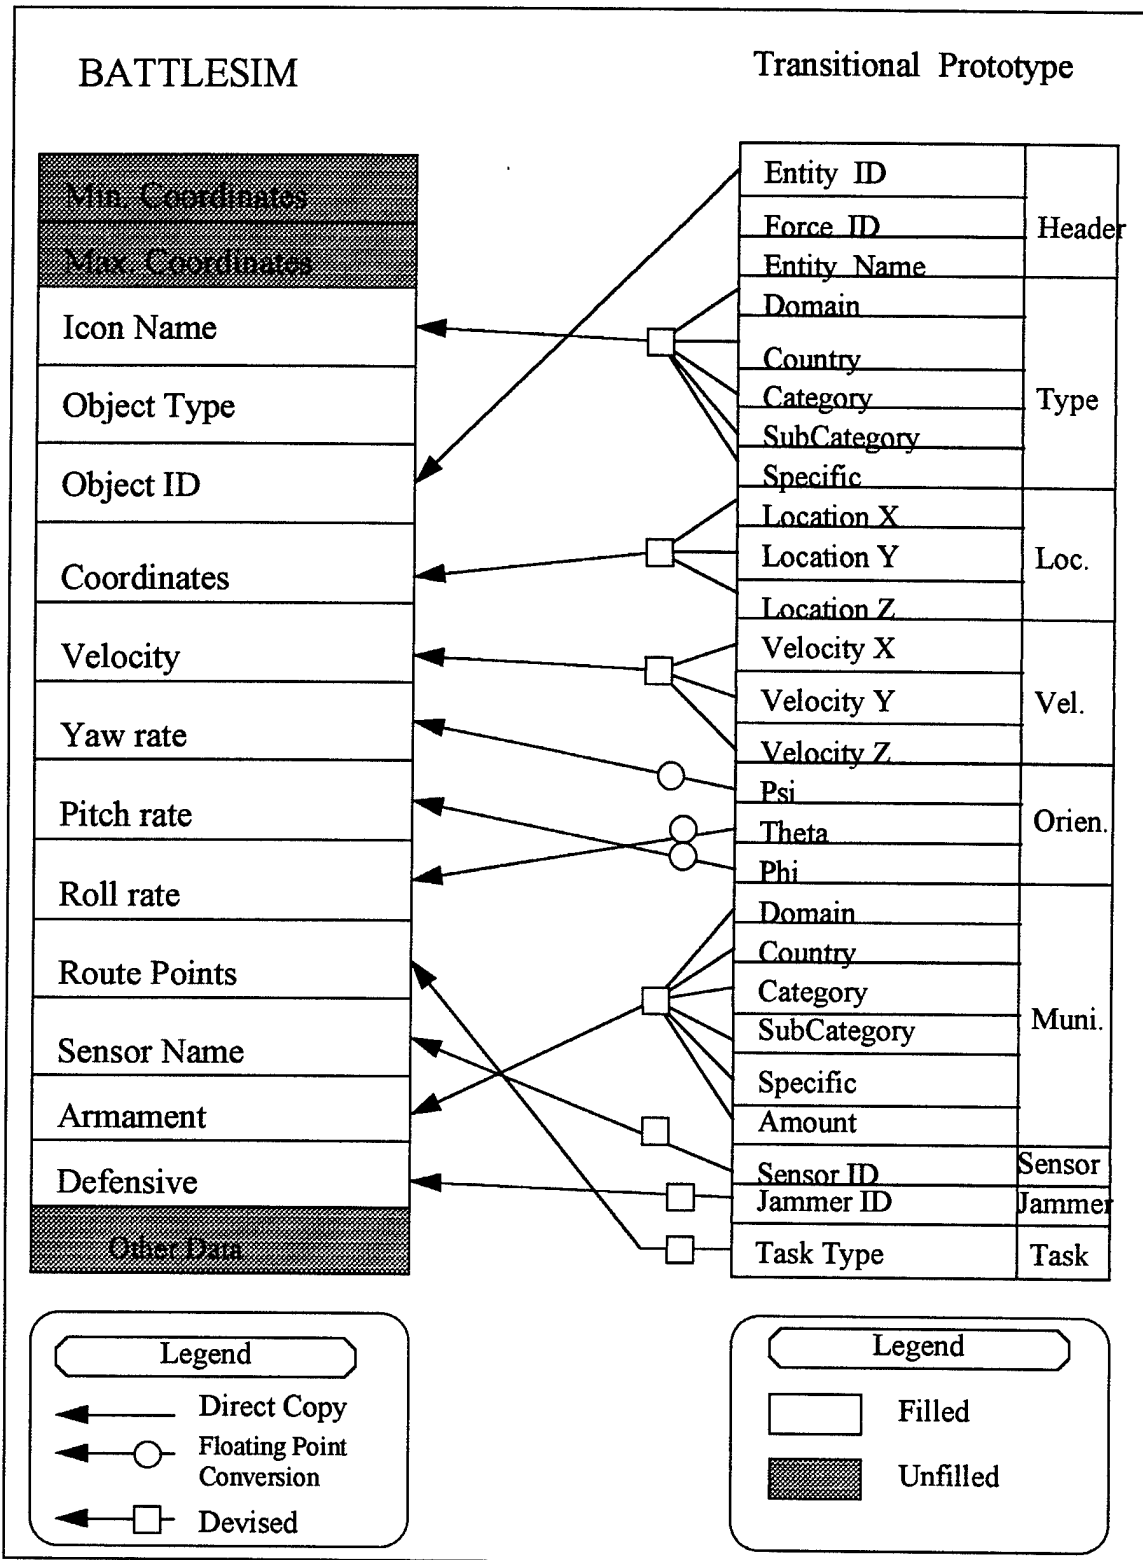 BATTLESIM
Transitional Prototype
Min. Coordinates
Max. Coordinates
Icon Name
Object Type
Object ID
Coordinates
Velocity
Yaw rate
Pitch rate
Roll rate
Route Points
Sensor Name
Armament
Defensive
Other Data
Entity ID
Force ID
Entity Name
Header
Domain
Country
Category
SubCategory
Specific
Type
Location X
Location Y
Location Z
Loc.
Velocity X
Velocity Y
Velocity Z
Vel.
Psi
Theta
Phi
Orien.
Domain
Country
Category
SubCategory
Specific
Amount
Muni.
Sensor ID
Sensor
Jammer ID
Jammer
Task Type
Task
Legend
Direct Copy
Floating Point
Conversion
Devised
Legend
Filled
Unfilled